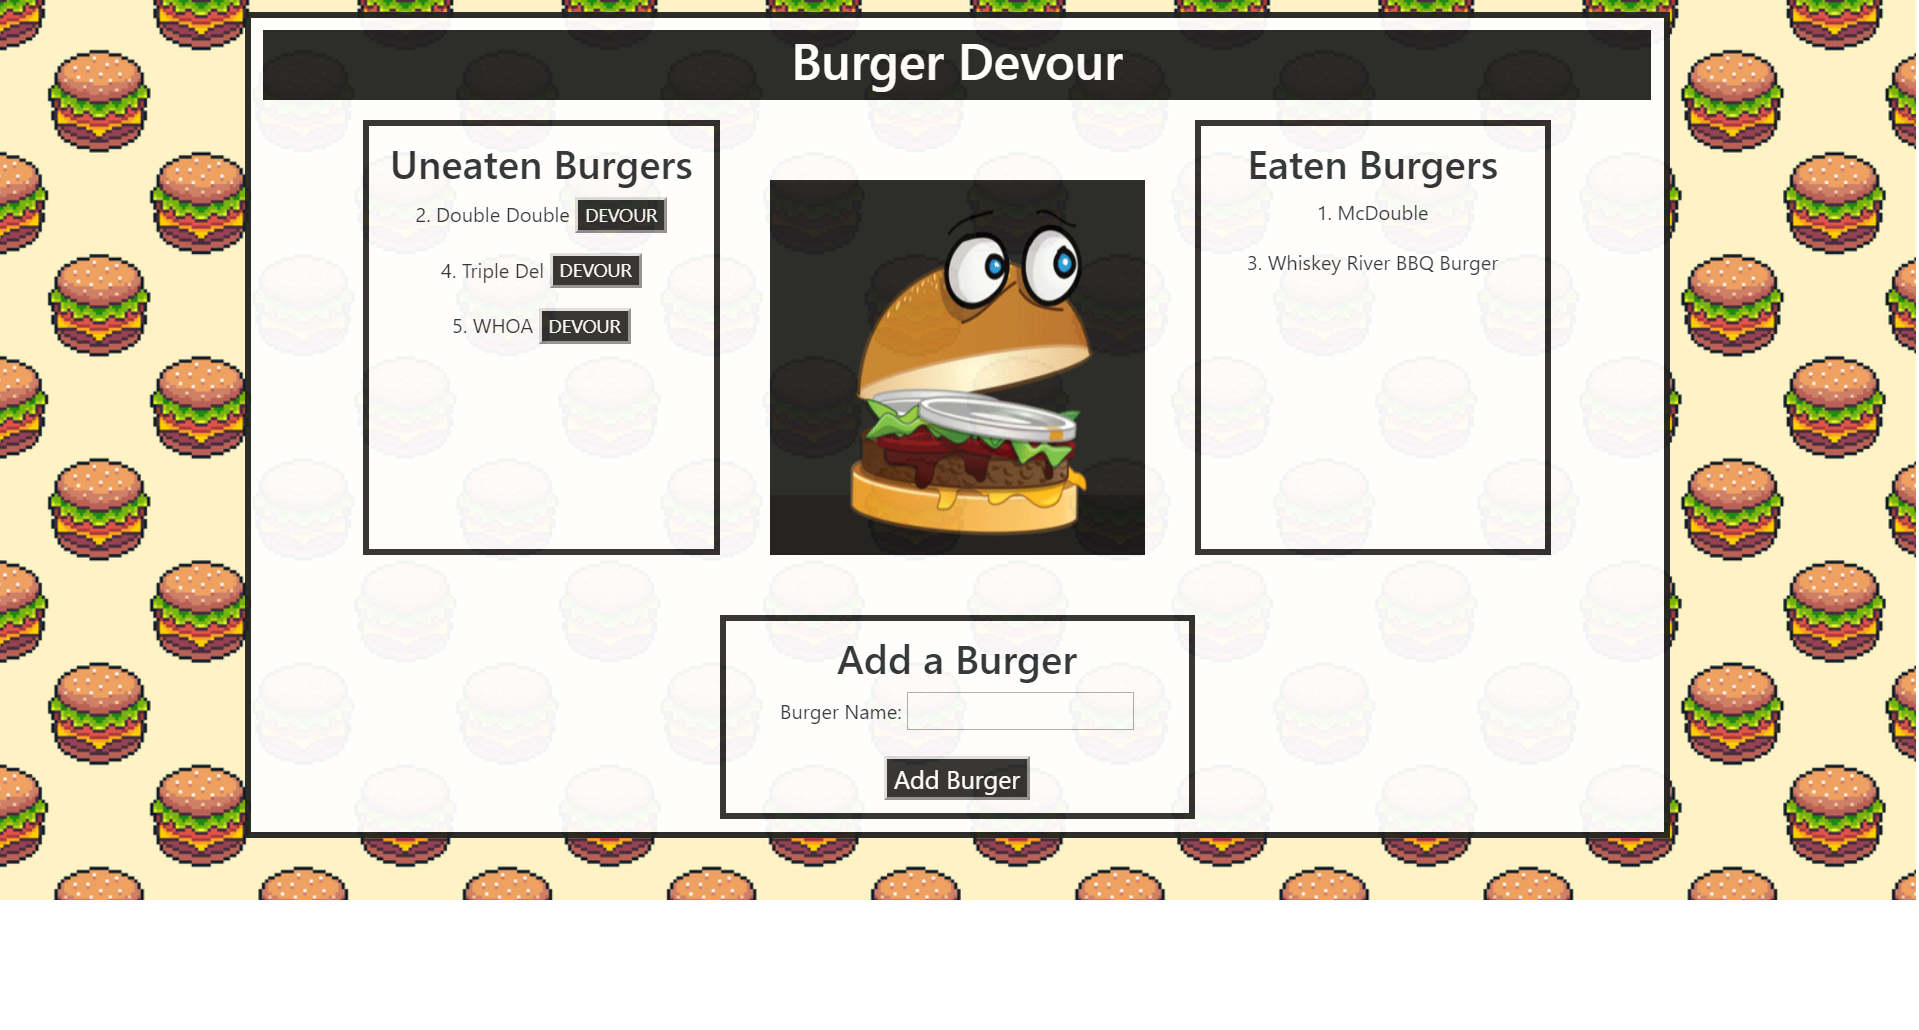 Burger Devour
Uneaten Burgers
2. Double Double DEVOUR
4. Triple Del DEVOUR
5. WHOA DEVOUR
Eaten Burgers
1. McDouble
3. Whiskey River BBQ Burger
Add a Burger
Burger Name:
Add Burger